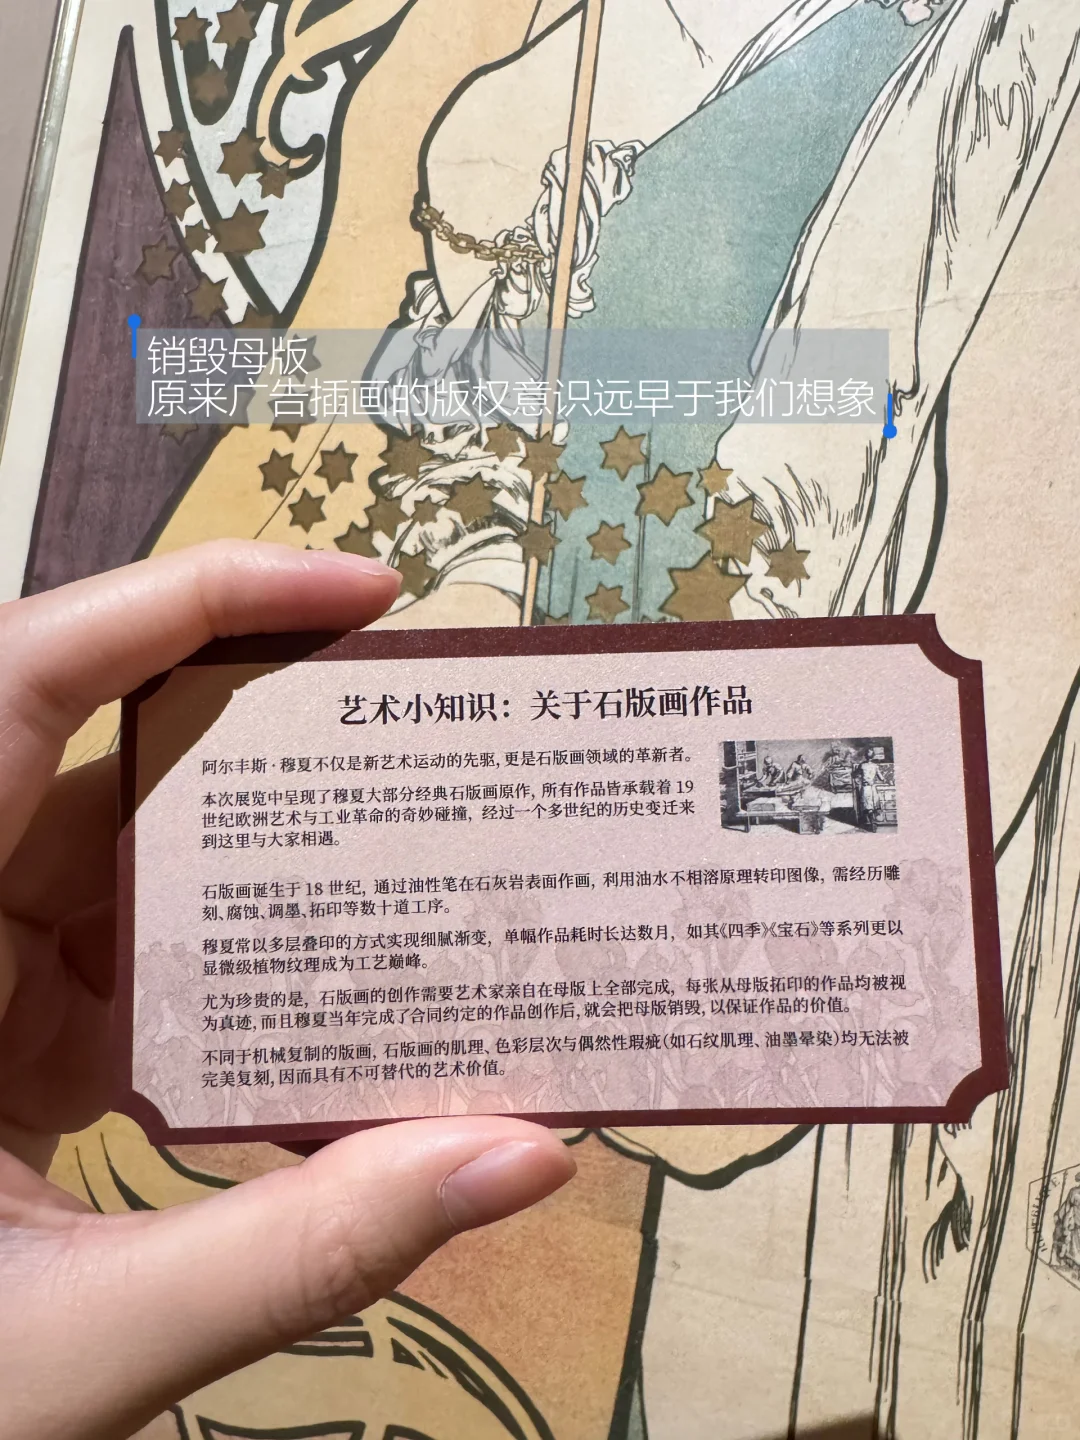 销毁母版
原来广告插画的版权意识远早于我们想象
艺术小知识：关于石版画作品
阿尔丰斯·穆夏不仅是新艺术运动的先驱，更是石版画领域的革新者。
本次展览中呈现了穆夏大部分经典石版画原作，所有作品皆承载着 19
世纪欧洲艺术与工业革命的奇妙碰撞，经过一个多世纪的历史变迁来
到这里与大家相遇。
石版画诞生于 18 世纪，通过油性笔在石灰岩表面作画，利用油水不相溶原理转印图像，需经历雕
刻、腐蚀、调墨、拓印等数十道工序。
穆夏常以多层叠印的方式实现细腻渐变，单幅作品耗时长达数月，如其《四季》《宝石》等系列更以
显微级植物纹理成为工艺巅峰。
尤为珍贵的是，石版画的创作需要艺术家亲自在母版上全部完成，每张从母版拓印的作品均被视
为真迹，而且穆夏当年完成了合同约定的作品创作后，就会把母版销毁，以保证作品的价值。
不同于机械复制的版画，石版画的肌理、色彩层次与偶然性瑕疵（如石纹肌理、油墨晕染）均无法被
完美复刻，因而具有不可替代的艺术价值。